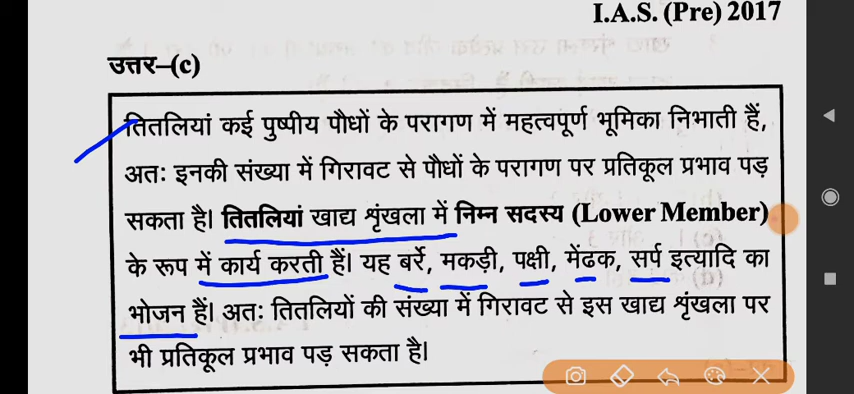 I.A.S. (Pre) 2017
उत्तर–(c)
तितलियां कई पुष्पीय पौधों के परागण में महत्वपूर्ण भूमिका निभाती हैं,
अतः इनकी संख्या में गिरावट से पौधों के परागण पर प्रतिकूल प्रभाव पड़
सकता है। तितलियां खाद्य शृंखला में निम्न सदस्य (Lower Member)
के रूप में कार्य करती हैं। यह बर्रे, मकड़ी, पक्षी, मेंढक, सर्प इत्यादि का
भोजन हैं। अतः तितलियों की संख्या में गिरावट से इस खाद्य शृंखला पर
भी प्रतिकूल प्रभाव पड़ सकता है।